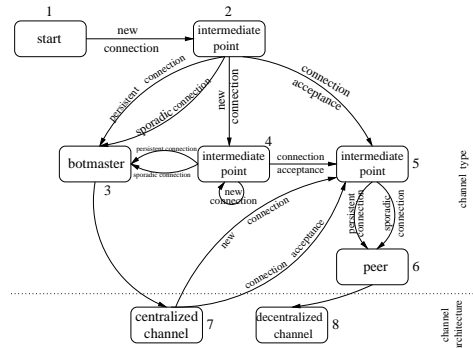 1
start
new
connection
2
intermediate
point
persistent connection
sporadic connection
new
connection
connection
acceptance
botmaster
3
persistent connection
sporadic connection
4
intermediate
point
new
connection
connection
acceptance
intermediate
point
5
new connection
connection acceptance
persistent
connection
sporadic
connection
peer
6
channel type
centralized
channel
7
decentralized
channel
8
channel
architecture